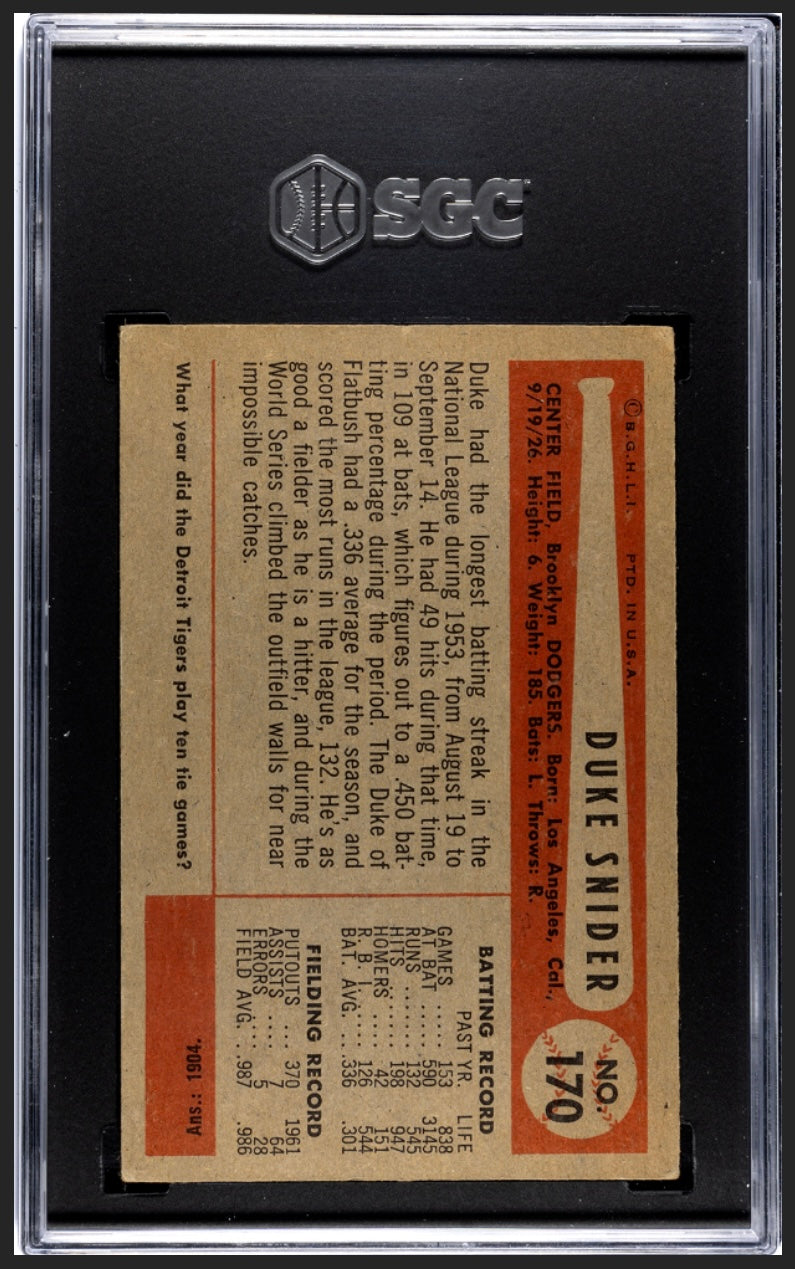 SGC
© B.G.H.L.I. PTD. IN U.S.A.
DUKE SNIDER
NO.
170
CENTER FIELD, Brooklyn DODGERS. Born: Los Angeles, Cal.,
9/19/26. Height: 6. Weight: 185. Bats: L. Throws: R.
Duke had the longest batting streak in the
National League during 1953, from August 19 to
September 14. He had 49 hits during that time,
in 109 at bats, which figures out to a .450 bat-
ting percentage during the period. The Duke of
Flatbush had a .336 average for the season, and
scored the most runs in the league, 132. He's as
good a fielder as he is a hitter, and during the
World Series climbed the outfield walls for near
impossible catches.
BATTING RECORD
PAST YR. LIFE
GAMES ..... 153 838
AT BAT ..... 590 3145
RUNS ....... 132 545
HITS ....... 198 947
HOMERS .... 42 151
R. B. I. .... 126 544
BAT. AVG. .. .336 .301
FIELDING RECORD
PUTOUTS ... 370 1961
ASSISTS .... 7 64
ERRORS .... 5 28
FIELD AVG. .987 .986
What year did the Detroit Tigers play ten tie games?
Ans: 1904.